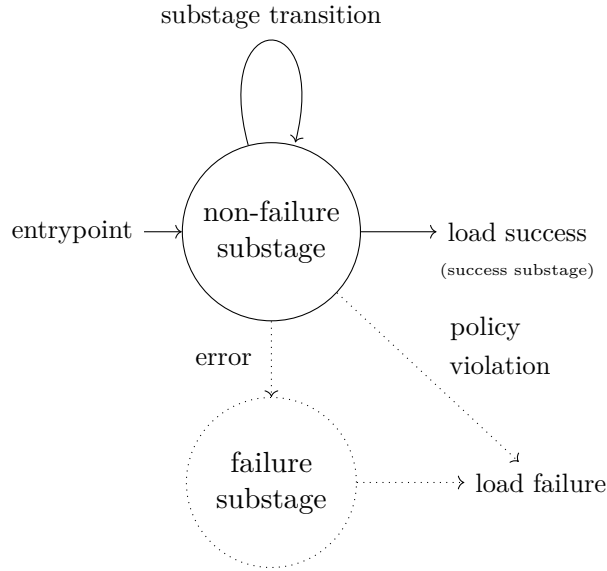 substage transition
non-failure
substage
entrypoint
load success
(success substage)
policy
violation
error
failure
substage
load failure